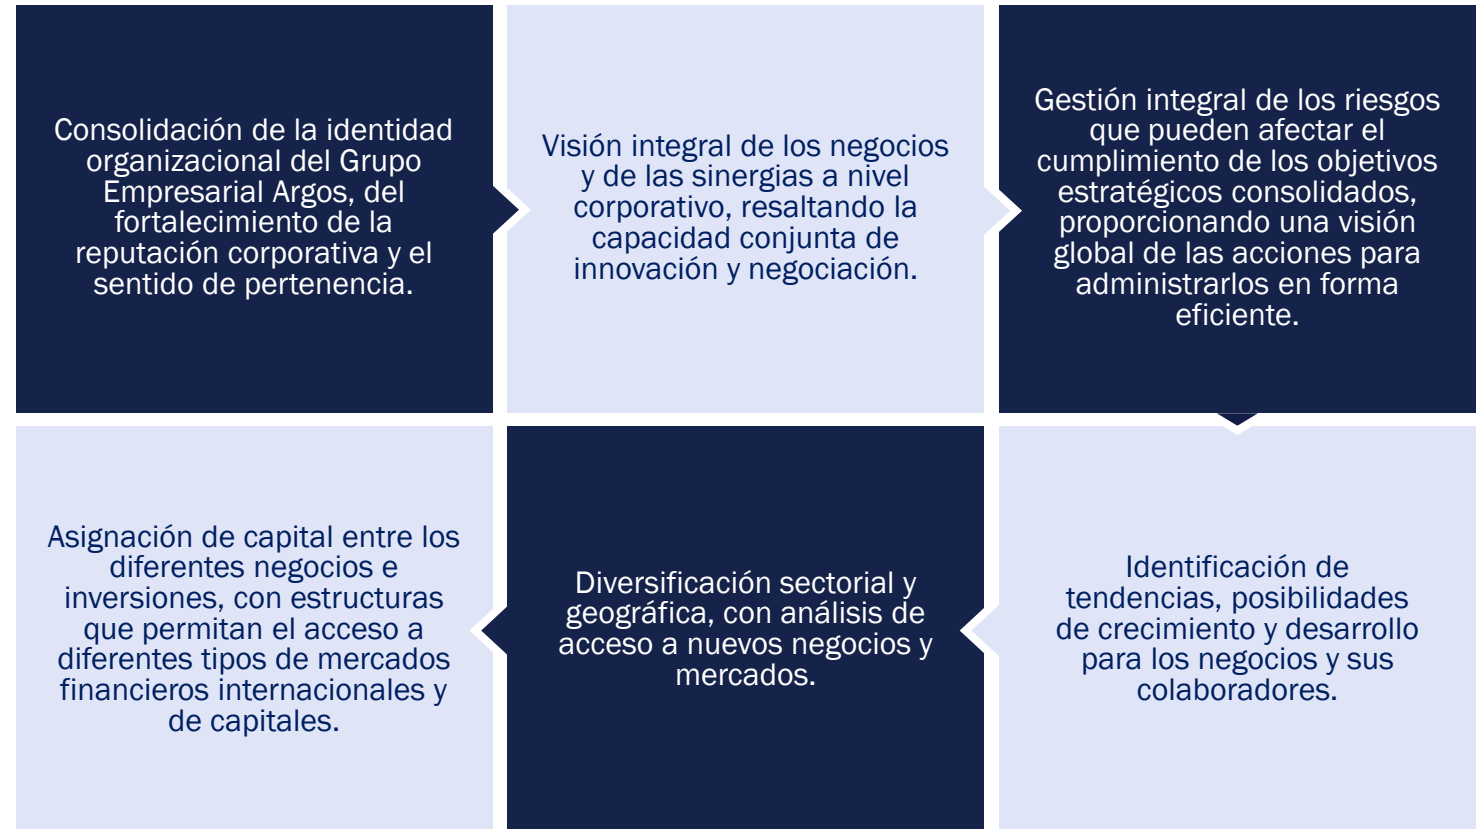 Consolidación de la identidad
organizacional del Grupo
Empresarial Argos, del
fortalecimiento de la
reputación corporativa y el
sentido de pertenencia.
Visión integral de los negocios
y de las sinergias a nivel
corporativo, resaltando la
capacidad conjunta de
innovación y negociación.
Gestión integral de los riesgos
que pueden afectar el
cumplimiento de los objetivos
estratégicos consolidados,
proporcionando una visión
global de las acciones para
administrarlos en forma
eficiente.
Identificación de
tendencias, posibilidades
de crecimiento y desarrollo
para los negocios y sus
colaboradores.
Diversificación sectorial y
geográfica, con análisis de
acceso a nuevos negocios y
mercados.
Asignación de capital entre los
diferentes negocios e
inversiones, con estructuras
que permitan el acceso a
diferentes tipos de mercados
financieros internacionales y
de capitales.